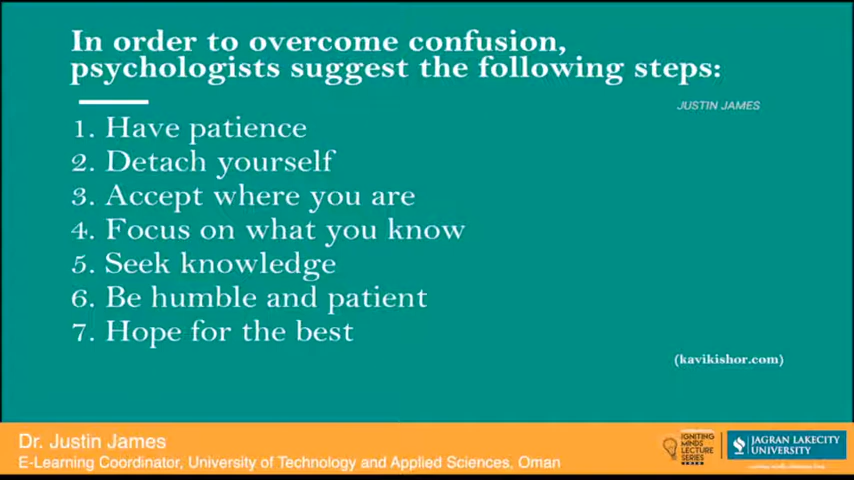 In order to overcome confusion,
psychologists suggest the following steps:
JUSTIN JAMES
1. Have patience
2. Detach yourself
3. Accept where you are
4. Focus on what you know
5. Seek knowledge
6. Be humble and patient
7. Hope for the best
(kavikishor.com)
Dr. Justin James
E-Learning Coordinator, University of Technology and Applied Sciences, Oman
IGNITING
MINDS
LECTURE
SERIES
JAGRAN LAKECITY
UNIVERSITY